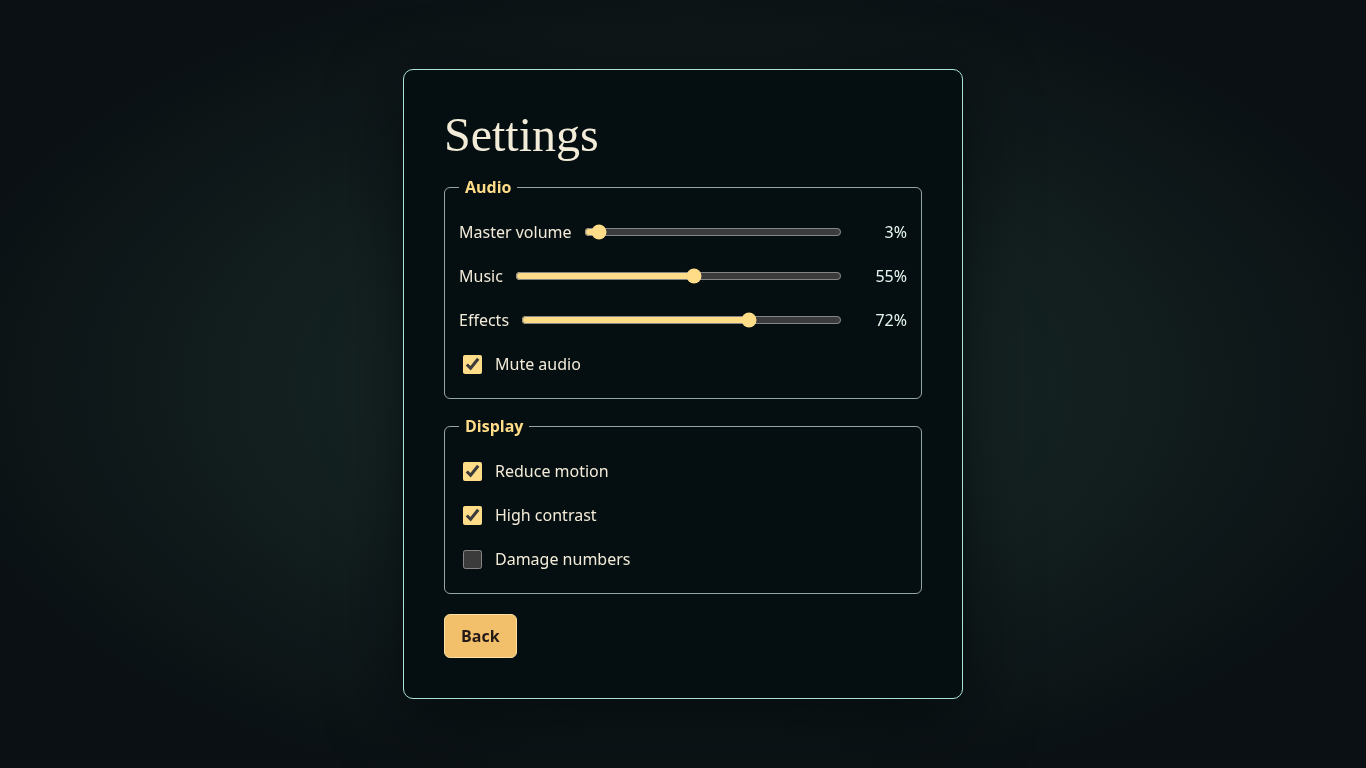 Settings
Audio
Master volume 3%
Music 55%
Effects 72%
Mute audio
Display
Reduce motion
High contrast
Damage numbers
Back